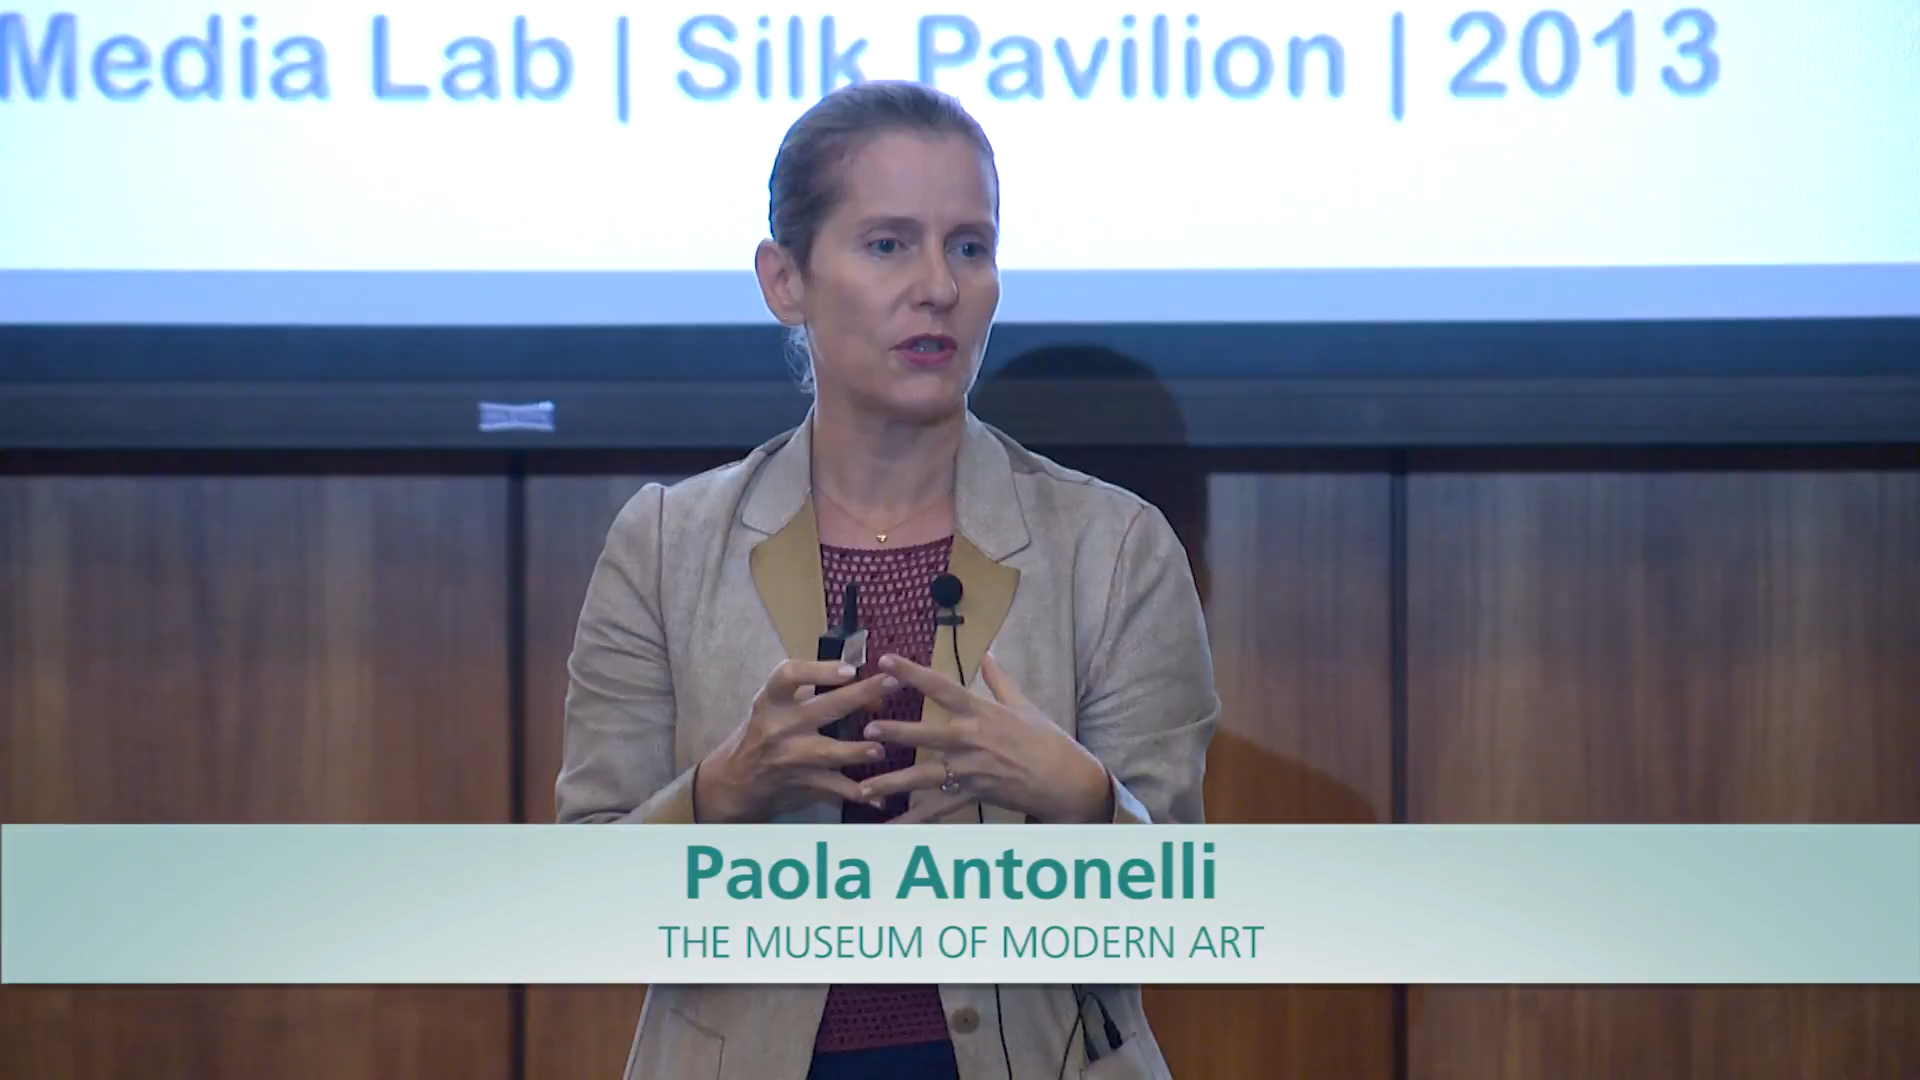 Media Lab | Silk Pavilion | 2013
Paola Antonelli
THE MUSEUM OF MODERN ART